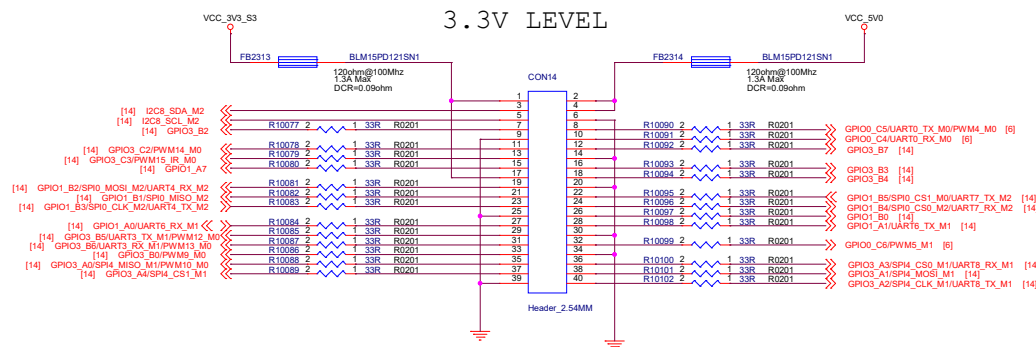 3.3V LEVEL
VCC_3V3_S3
VCC_5V0
FB2313 BLM15PD121SN1
120ohm@100Mhz
1.3A Max
DCR=0.09ohm
FB2314 BLM15PD121SN1
120ohm@100Mhz
1.3A Max
DCR=0.09ohm
CON14
1 2
[14] I2C8_SDA_M2 3 4
[14] I2C8_SCL_M2 5 6
[14] GPIO3_B2 R10077 2 1 33R R0201 7 8 R10090 2 1 33R R0201 GPIO0_C5/UART0_TX_M0/PWM4_M0 [6]
9 10 R10091 2 1 33R R0201 GPIO0_C4/UART0_RX_M0 [6]
[14] GPIO3_C2/PWM14_M0 R10078 2 1 33R R0201 11 12 R10092 2 1 33R R0201 GPIO3_B7 [14]
[14] GPIO3_C3/PWM15_IR_M0 R10079 2 1 33R R0201 13 14
[14] GPIO1_A7 R10080 2 1 33R R0201 15 16 R10093 2 1 33R R0201 GPIO3_B3 [14]
17 18 R10094 2 1 33R R0201 GPIO3_B4 [14]
[14] GPIO1_B2/SPI0_MOSI_M2/UART4_RX_M2 R10081 2 1 33R R0201 19 20
[14] GPIO1_B1/SPI0_MISO_M2 R10082 2 1 33R R0201 21 22 R10095 2 1 33R R0201 GPIO1_B5/SPI0_CS1_M0/UART7_TX_M2 [14]
[14] GPIO1_B3/SPI0_CLK_M2/UART4_TX_M2 R10083 2 1 33R R0201 23 24 R10096 2 1 33R R0201 GPIO1_B4/SPI0_CS0_M2/UART7_RX_M2 [14]
25 26 R10097 2 1 33R R0201 GPIO1_B0 [14]
[14] GPIO1_A0/UART6_RX_M1 R10084 2 1 33R R0201 27 28 R10098 2 1 33R R0201 GPIO1_A1/UART6_TX_M1 [14]
[14] GPIO3_B5/UART3_TX_M1/PWM12_M0 R10085 2 1 33R R0201 29 30
[14] GPIO3_B6/UART3_RX_M1/PWM13_M0 R10087 2 1 33R R0201 31 32 R10099 2 1 33R R0201 GPIO0_C6/PWM5_M1 [6]
[14] GPIO3_B0/PWM9_M0 R10086 2 1 33R R0201 33 34
[14] GPIO3_A0/SPI4_MISO_M1/PWM10_M0 R10088 2 1 33R R0201 35 36 R10100 2 1 33R R0201 GPIO3_A3/SPI4_CS0_M1/UART8_RX_M1 [14]
[14] GPIO3_A4/SPI4_CS1_M1 R10089 2 1 33R R0201 37 38 R10101 2 1 33R R0201 GPIO3_A1/SPI4_MOSI_M1 [14]
39 40 R10102 2 1 33R R0201 GPIO3_A2/SPI4_CLK_M1/UART8_TX_M1 [14]
Header_2.54MM